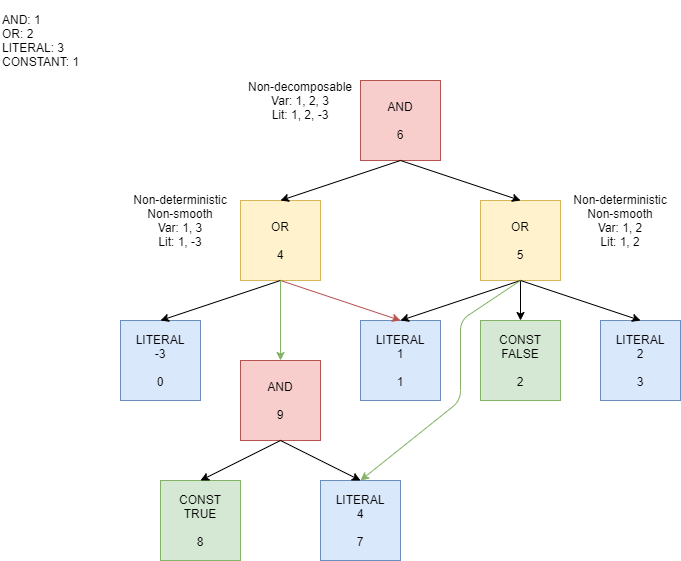 AND: 1
OR: 2
LITERAL: 3
CONSTANT: 1
Non-decomposable
Var: 1, 2, 3
Lit: 1, 2, -3
AND
6
Non-deterministic
Non-smooth
Var: 1, 3
Lit: 1, -3
OR
4
OR
5
Non-deterministic
Non-smooth
Var: 1, 2
Lit: 1, 2
LITERAL
-3
0
LITERAL
1
1
CONST
FALSE
2
LITERAL
2
3
AND
9
CONST
TRUE
8
LITERAL
4
7